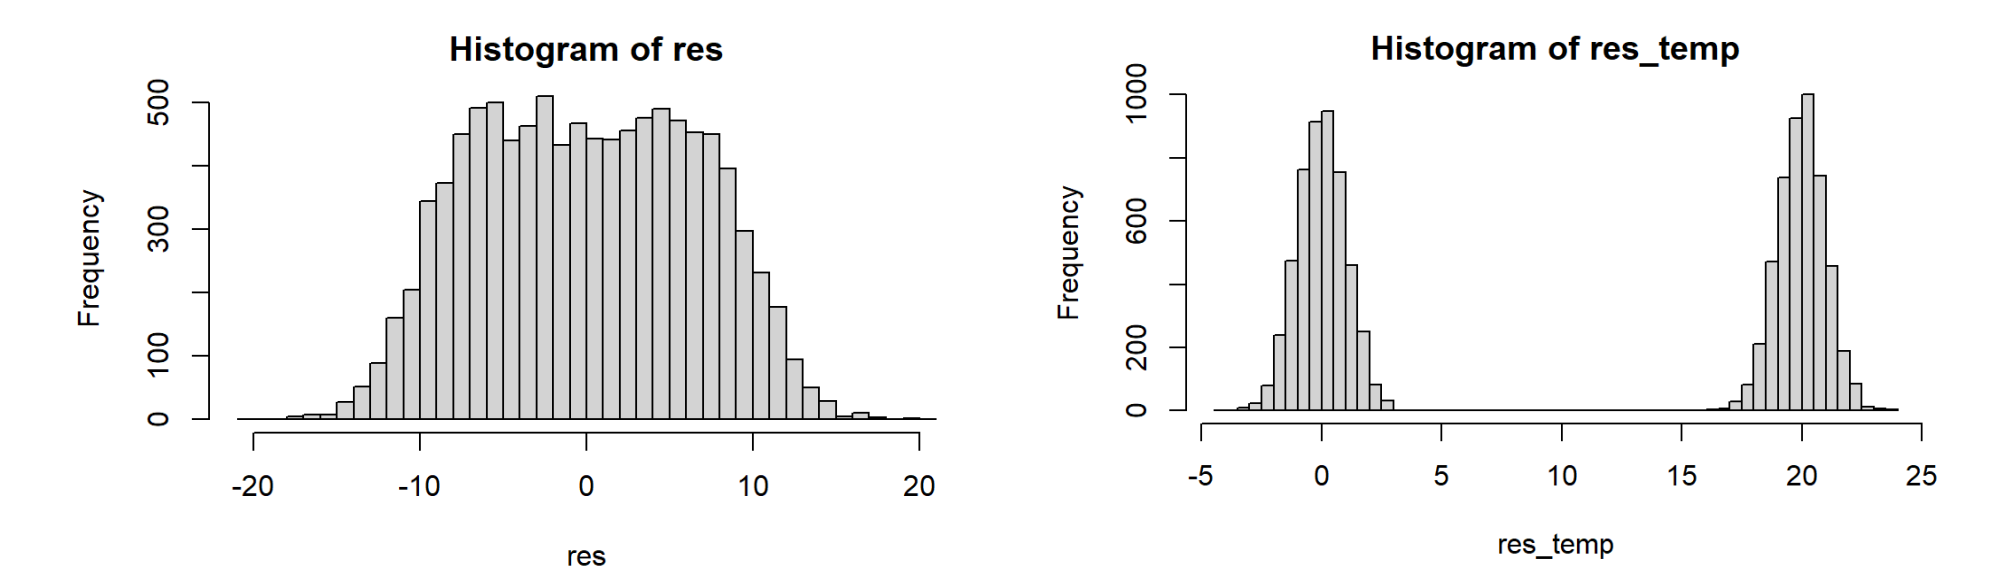 Histogram of res
Frequency
500
300
100
0
-20 -10 0 10 20
res
Histogram of res_temp
Frequency
1000
600
200
0
-5 0 5 10 15 20 25
res_temp